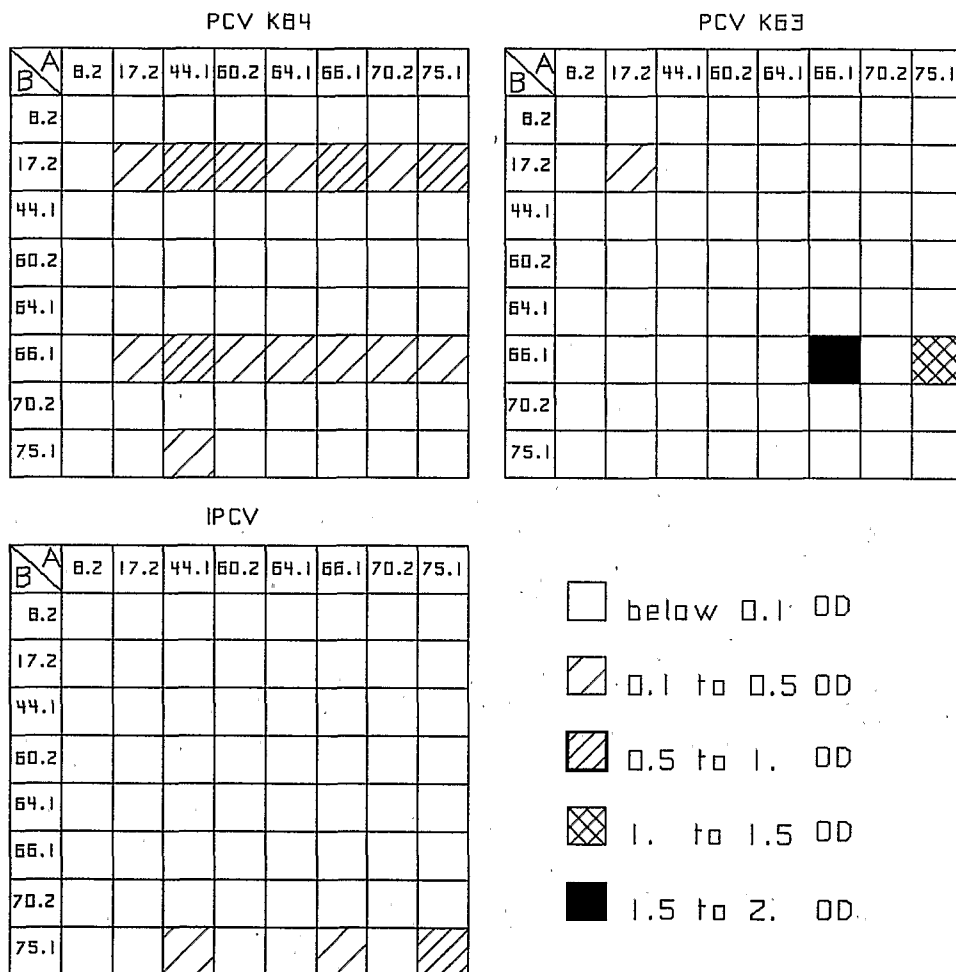 PCV K84 PCV K63
A 8.2 17.2 44.1 60.2 64.1 66.1 70.2 75.1 A 8.2 17.2 44.1 60.2 64.1 66.1 70.2 75.1
B B
8.2 8.2
17.2 17.2
44.1 44.1
60.2 60.2
64.1 64.1
66.1 66.1
70.2 70.2
75.1 75.1
IPCV
A 8.2 17.2 44.1 60.2 64.1 66.1 70.2 75.1
B
8.2
17.2
44.1
60.2
64.1
66.1
70.2
75.1
below 0.1 OD
0.1 to 0.5 OD
0.5 to 1. OD
1. to 1.5 OD
1.5 to 2. OD